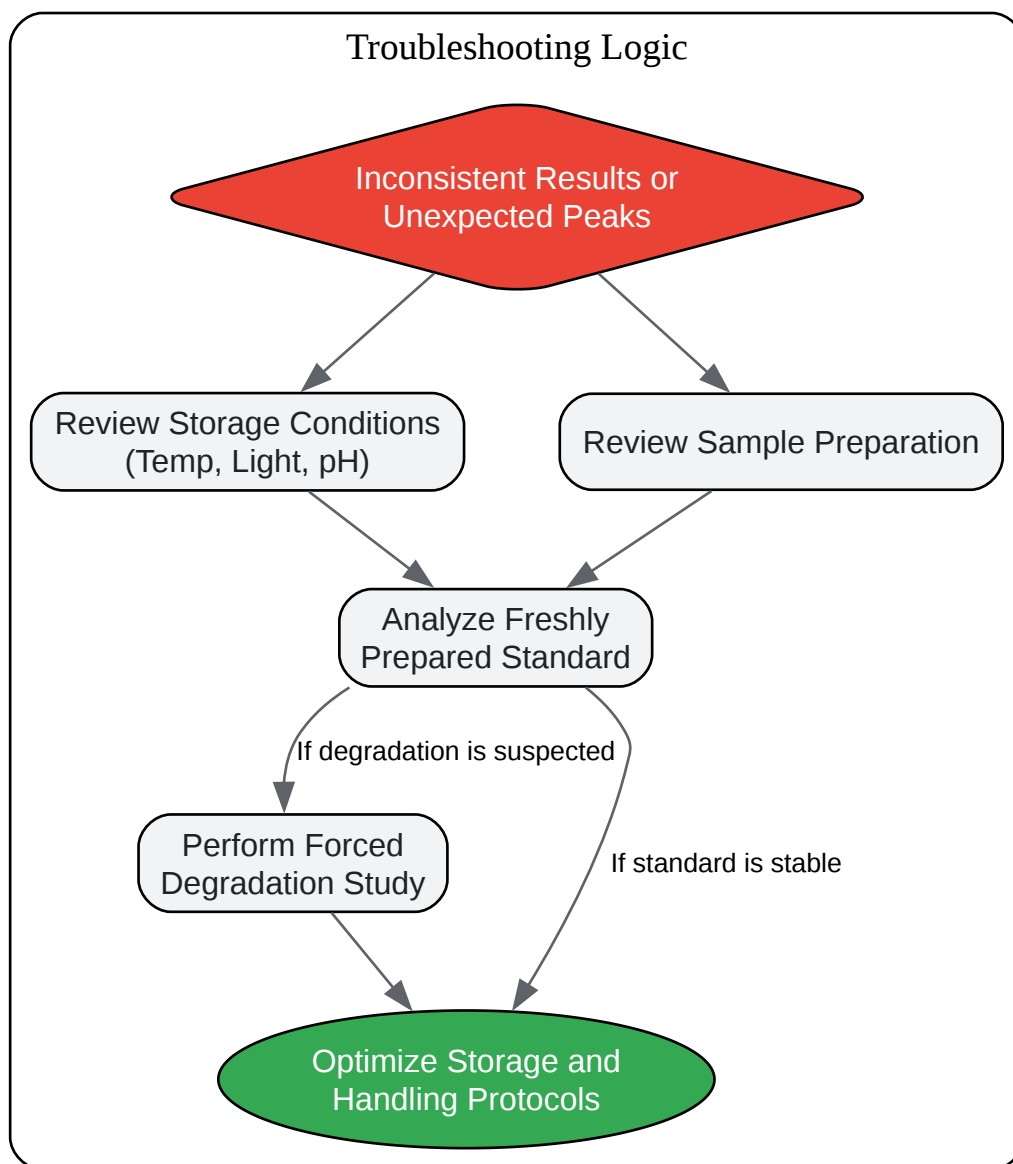 Troubleshooting Logic
Inconsistent Results or
Unexpected Peaks
Review Storage Conditions
(Temp, Light, pH)
Review Sample Preparation
Analyze Freshly
Prepared Standard
If degradation is suspected
Perform Forced
Degradation Study
If standard is stable
Optimize Storage and
Handling Protocols